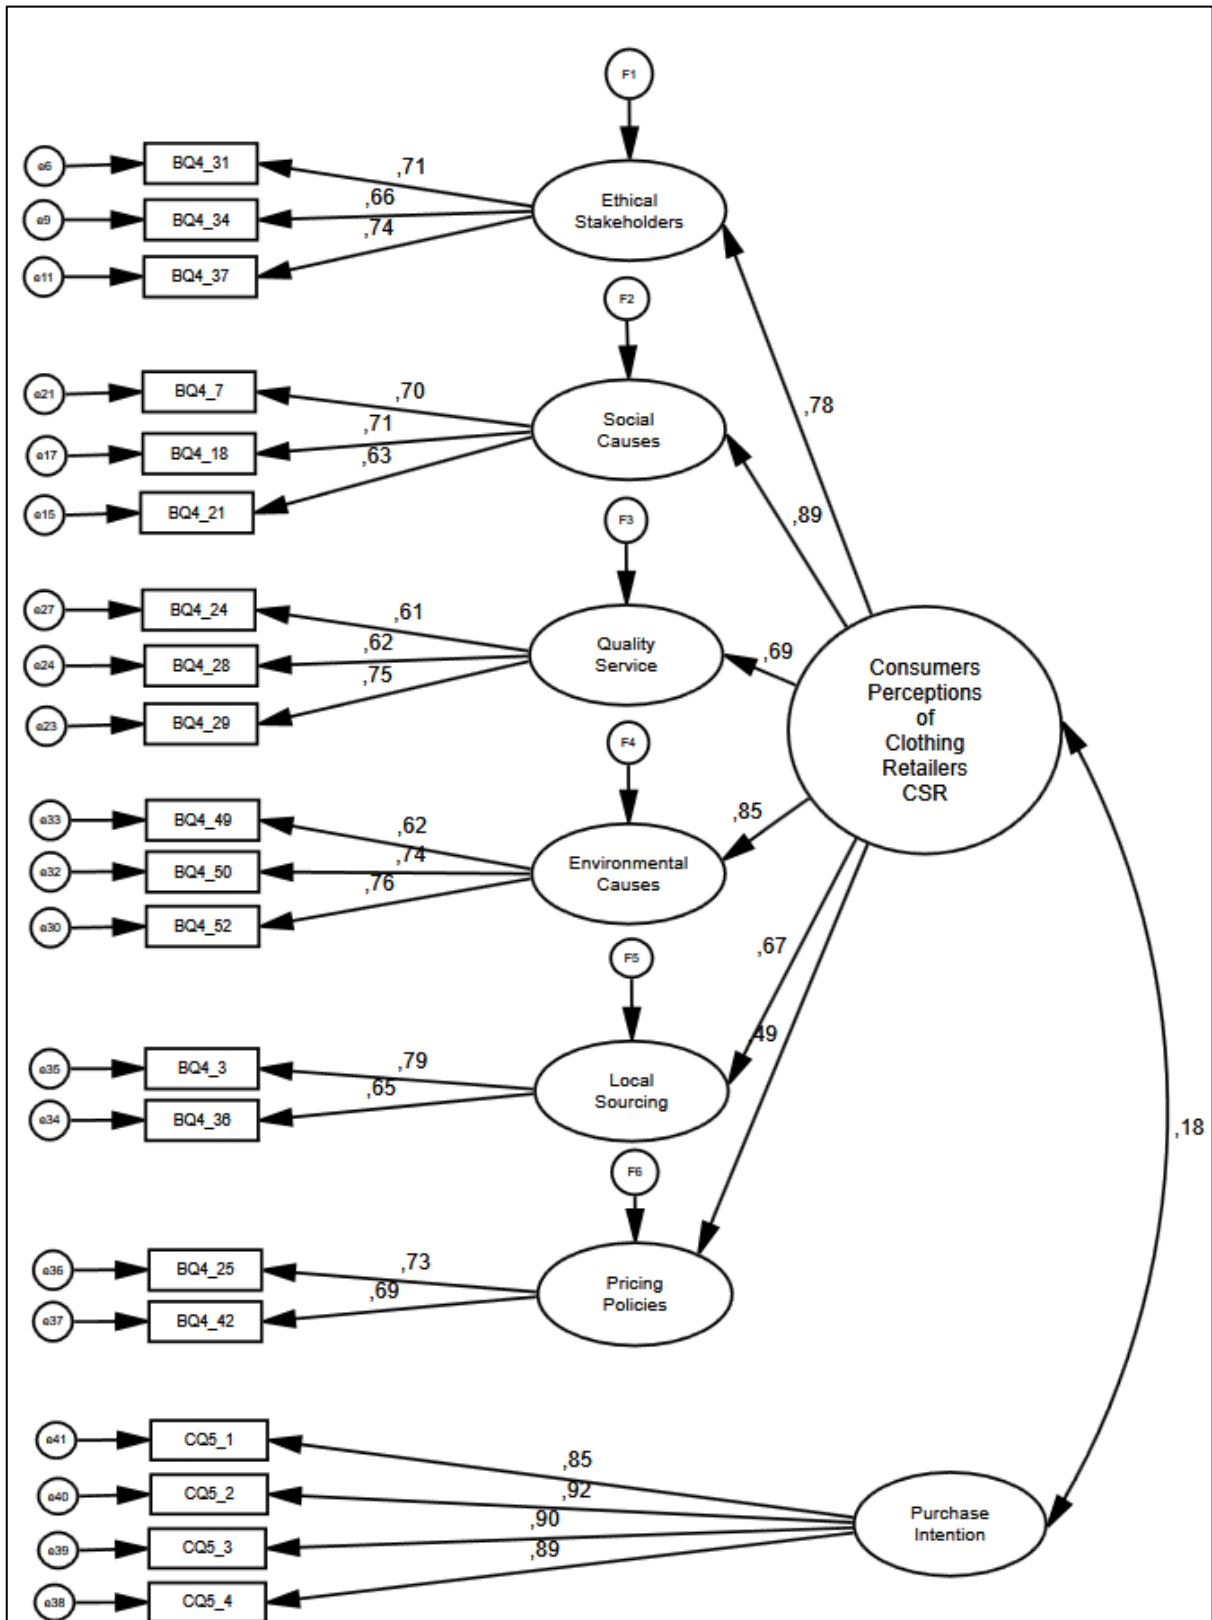 F1
e6
BQ4_31
,71
e9
BQ4_34
,66
e11
BQ4_37
,74
Ethical
Stakeholders
F2
e21
BQ4_7
,70
e17
BQ4_18
,71
e15
BQ4_21
,63
Social
Causes
,78
,89
F3
e27
BQ4_24
,61
e24
BQ4_28
,62
e23
BQ4_29
,75
Quality
Service
,69
Consumers
Perceptions
of
Clothing
Retailers
CSR
F4
e33
BQ4_49
,62
e32
BQ4_50
,74
e30
BQ4_52
,76
Environmental
Causes
,85
F5
,67
e35
BQ4_3
,79
e34
BQ4_36
,65
Local
Sourcing
,49
,18
F6
e36
BQ4_25
,73
e37
BQ4_42
,69
Pricing
Policies
e41
CQ5_1
,85
e40
CQ5_2
,92
e39
CQ5_3
,90
e38
CQ5_4
,89
Purchase
Intention